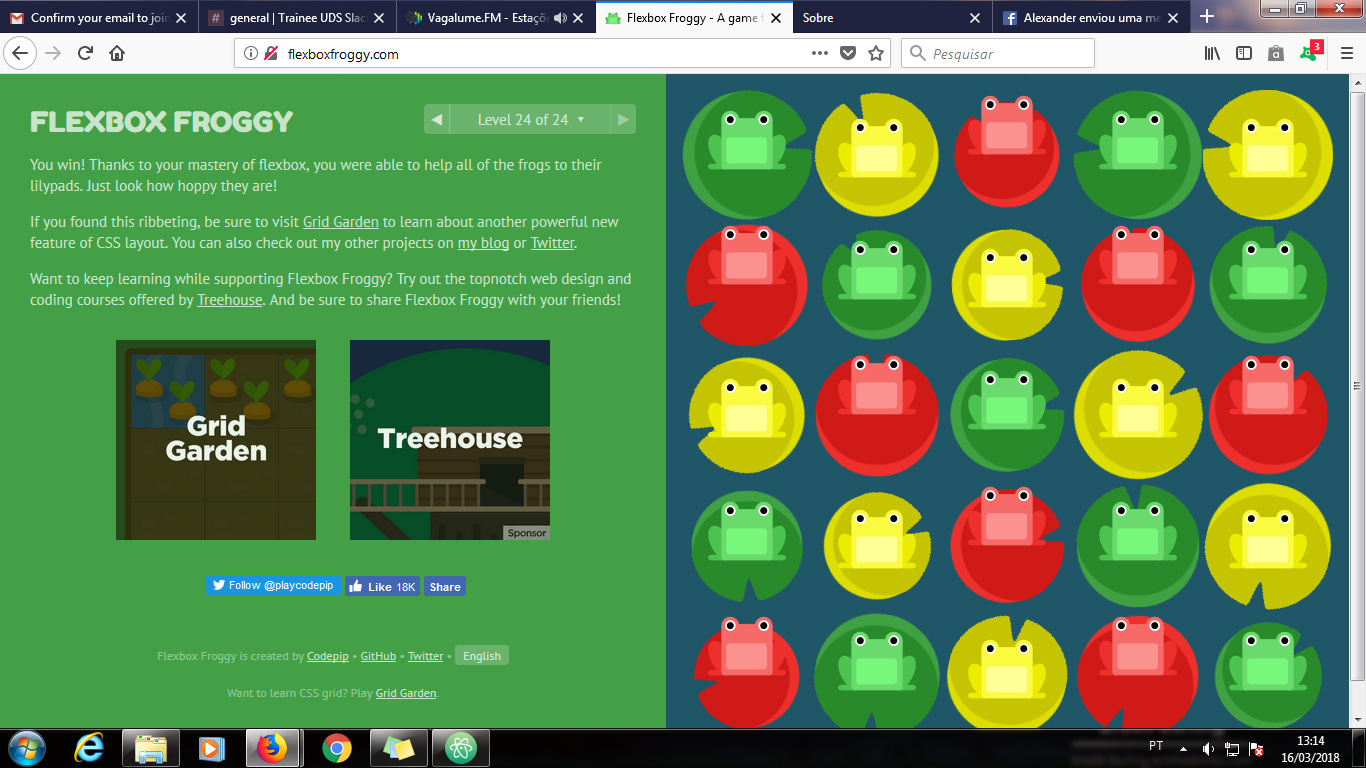 Confirm your email to join
general | Trainee UDS Slac
Vagalume.FM - Estaçõ
Flexbox Froggy - A game f
Sobre
Alexander enviou uma me
flexboxfroggy.com
Pesquisar
3
FLEXBOX FROGGY
Level 24 of 24
You win! Thanks to your mastery of flexbox, you were able to help all of the frogs to their
lilypads. Just look how hoppy they are!
If you found this ribbeting, be sure to visit Grid Garden to learn about another powerful new
feature of CSS layout. You can also check out my other projects on my blog or Twitter.
Want to keep learning while supporting Flexbox Froggy? Try out the topnotch web design and
coding courses offered by Treehouse. And be sure to share Flexbox Froggy with your friends!
Grid
Garden
Treehouse
Sponsor
Follow @playcodepip
Like 18K
Share
Flexbox Froggy is created by Codepip • GitHub • Twitter • English
Want to learn CSS grid? Play Grid Garden.
PT
13:14
16/03/2018